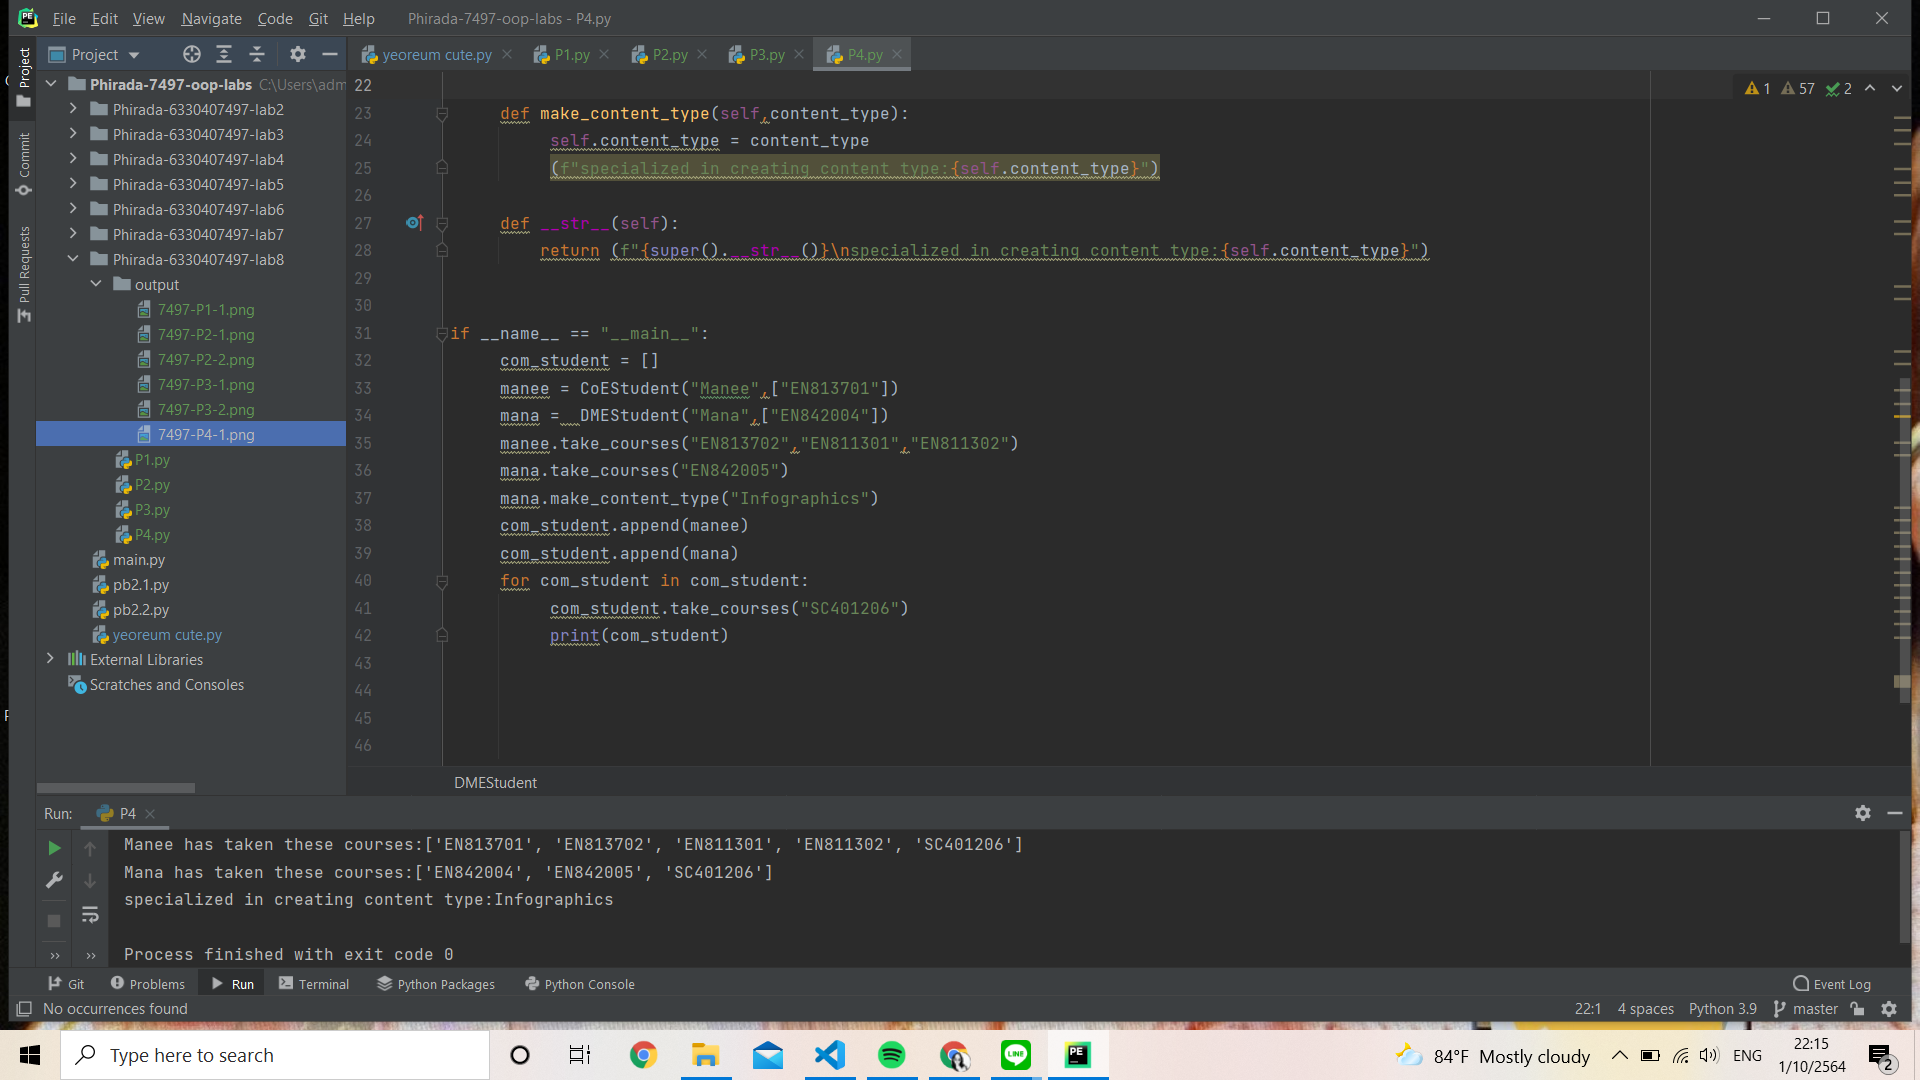 File Edit View Navigate Code Git Help Phirada-7497-oop-labs - P4.py
Project
yeoreum cute.py P1.py P2.py P3.py P4.py
Project
Commit
Pull Requests
Phirada-7497-oop-labs C:\Users\adm
Phirada-6330407497-lab2
Phirada-6330407497-lab3
Phirada-6330407497-lab4
Phirada-6330407497-lab5
Phirada-6330407497-lab6
Phirada-6330407497-lab7
Phirada-6330407497-lab8
output
7497-P1-1.png
7497-P2-1.png
7497-P2-2.png
7497-P3-1.png
7497-P3-2.png
7497-P4-1.png
P1.py
P2.py
P3.py
P4.py
main.py
pb2.1.py
pb2.2.py
yeoreum cute.py
External Libraries
Scratches and Consoles
1 57 2
22
23 def make_content_type(self,content_type):
24 self.content_type = content_type
25 (f"specialized in creating content type:{self.content_type}")
26
27 def __str__(self):
28 return (f"{super().__str__()}\nspecialized in creating content type:{self.content_type}")
29
30
31 if __name__ == "__main__":
32 com_student = []
33 manee = CoEStudent("Manee",["EN813701"])
34 mana =  DMEStudent("Mana",["EN842004"])
35 manee.take_courses("EN813702","EN811301","EN811302")
36 mana.take_courses("EN842005")
37 mana.make_content_type("Infographics")
38 com_student.append(manee)
39 com_student.append(mana)
40 for com_student in com_student:
41 com_student.take_courses("SC401206")
42 print(com_student)
43
44
45
46
DMEStudent
Run: P4
Manee has taken these courses:['EN813701', 'EN813702', 'EN811301', 'EN811302', 'SC401206']
Mana has taken these courses:['EN842004', 'EN842005', 'SC401206']
specialized in creating content type:Infographics
Process finished with exit code 0
Git Problems Run Terminal Python Packages Python Console Event Log
No occurrences found 22:1 4 spaces Python 3.9 master
Type here to search
84°F Mostly cloudy ENG
22:15
1/10/2564
2